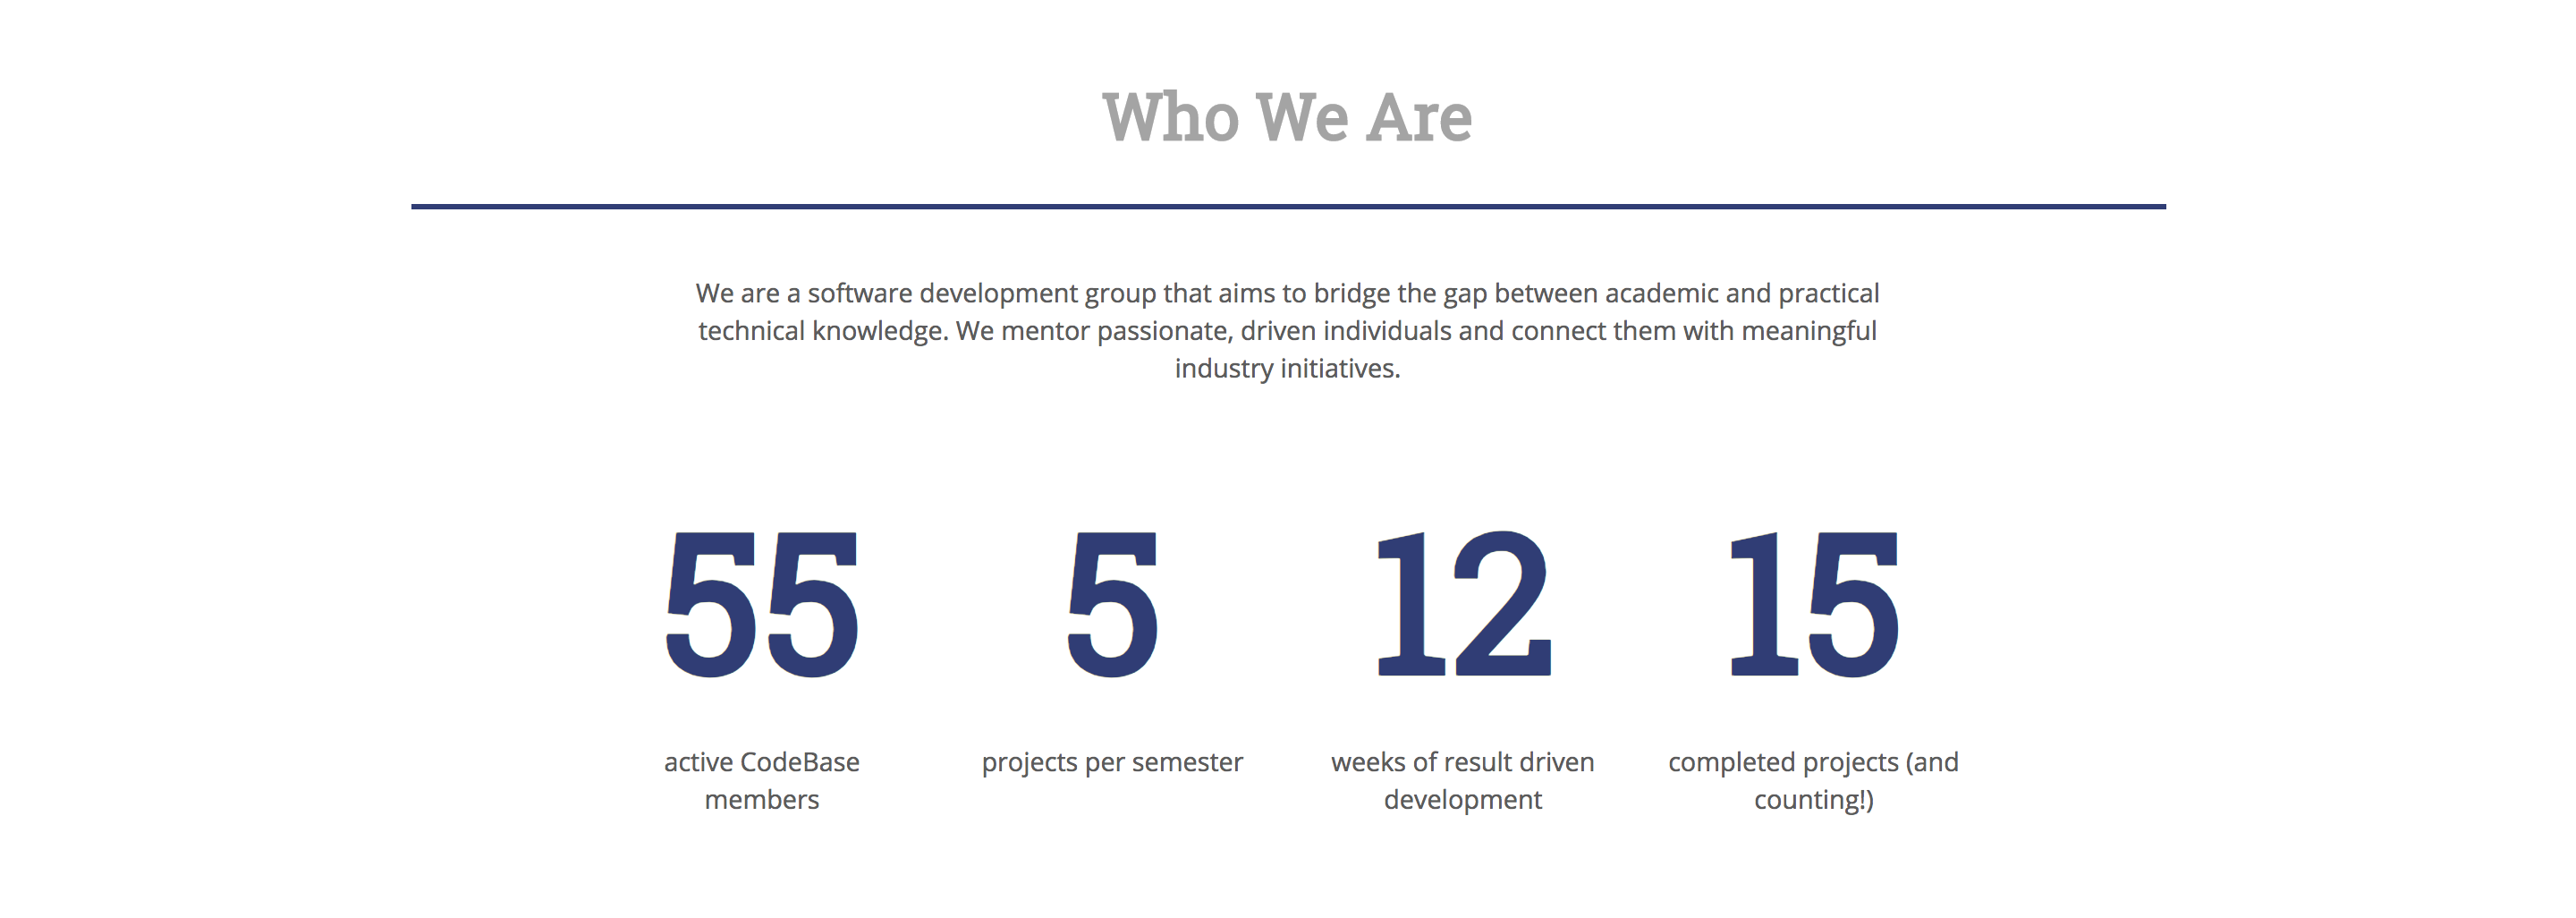 Who We Are
We are a software development group that aims to bridge the gap between academic and practical
technical knowledge. We mentor passionate, driven individuals and connect them with meaningful
industry initiatives.
55
active CodeBase
members
5
projects per semester
12
weeks of result driven
development
15
completed projects (and
counting!)